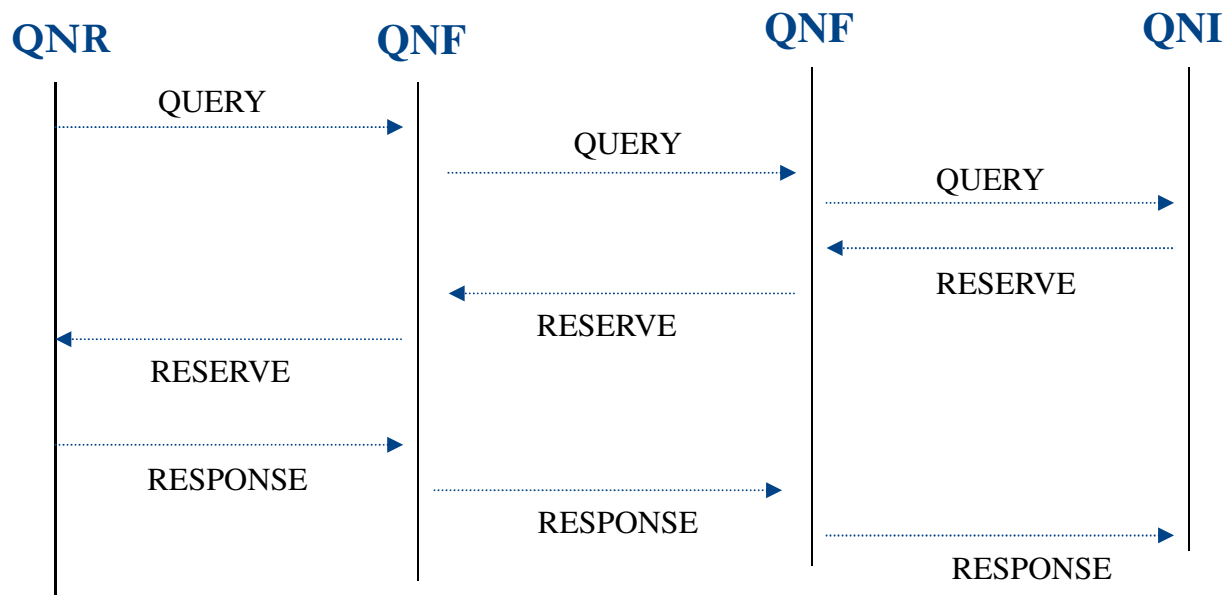 QNR QNF QNF QNI
QUERY
QUERY
QUERY
RESERVE
RESERVE
RESERVE
RESPONSE
RESPONSE
RESPONSE